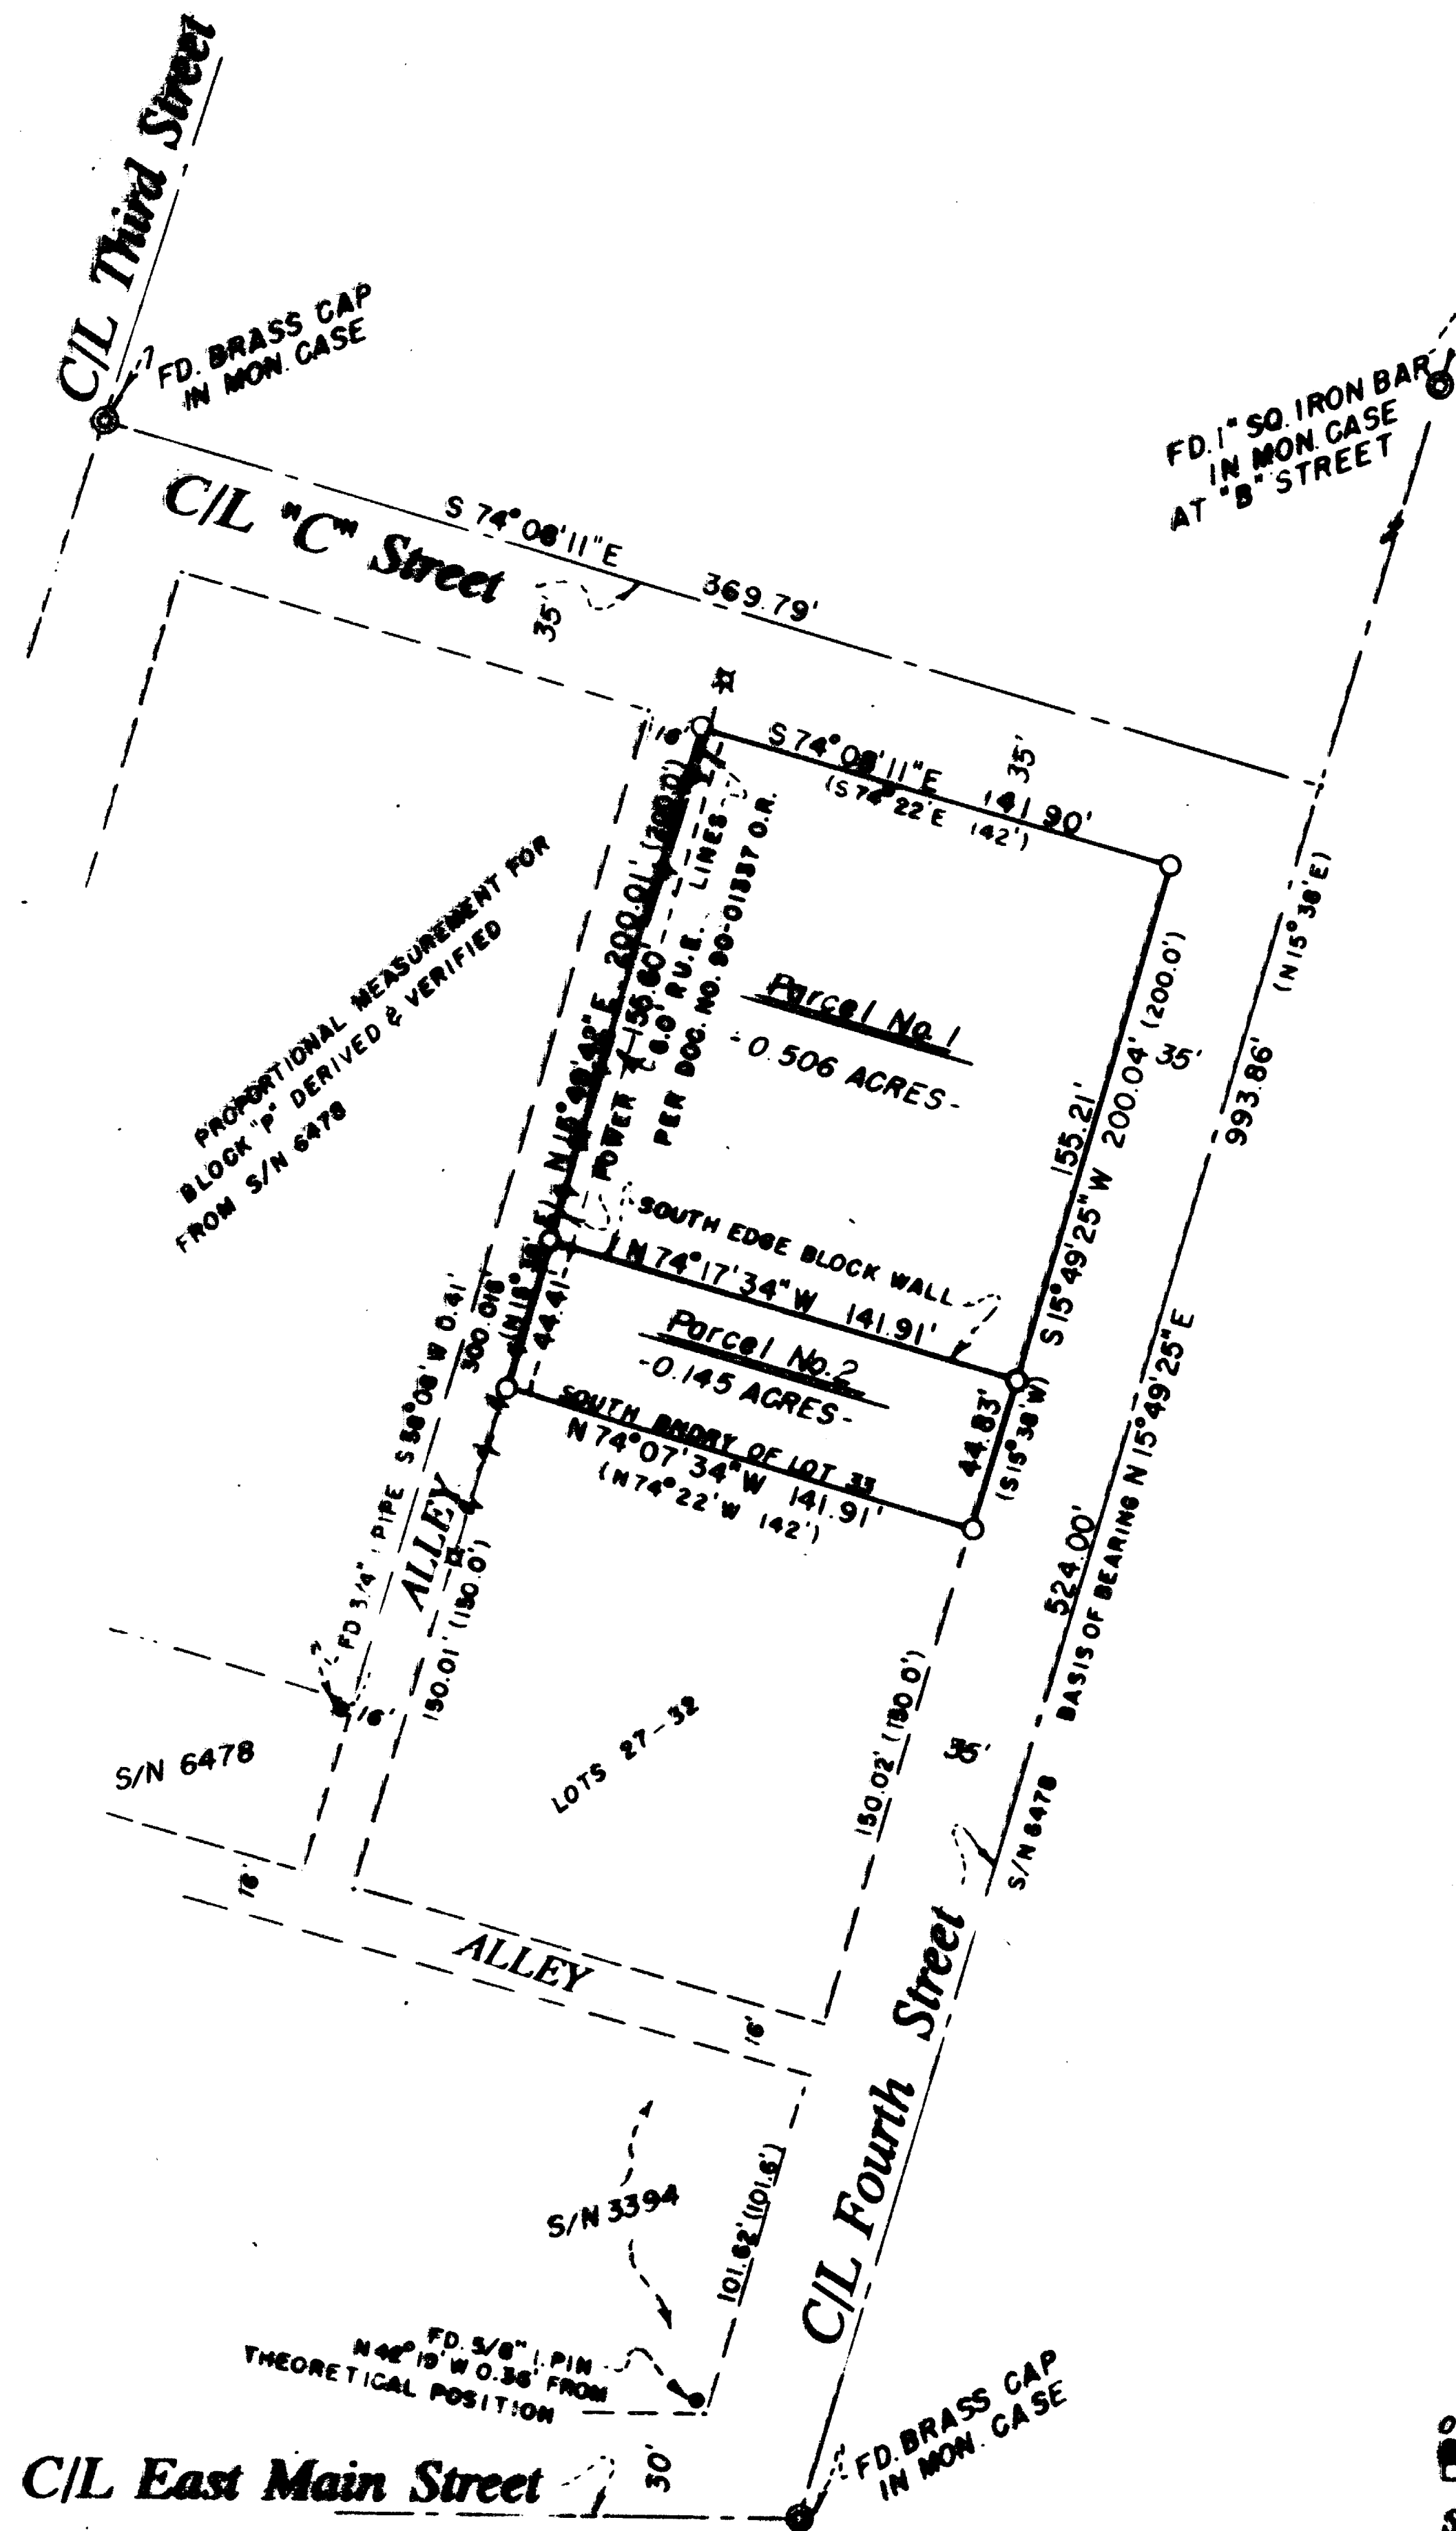 C/L Third Street
FD. BRASS CAP
IN MON. CASE
FD. 1" SQ. IRON BAR
IN MON. CASE
AT "B" STREET
C/L "C" Street
S 74°08'11"E 369.79'
35'
16'
S 74°08'11"E 141.90'
(S 74°22'E (142')
35'
N 15°49'42" E 200.01' (200.0')
155.60'
POWER LINES
6.0' P.U.E.
PER DOC. NO. 90-01337 O.R.
Parcel No. 1
-0.506 ACRES-
155.21'
S 15°49'25"W 200.04' (200.0')
35'
(N 15°38'E)
993.86'
PROPORTIONAL MEASUREMENT FOR
BLOCK "P" DERIVED & VERIFIED
FROM S/N 6478
SOUTH EDGE BLOCK WALL
N 74°17'34"W 141.91'
44.41'
300.018'
Parcel No. 2
-0.145 ACRES-
SOUTH BNDRY OF LOT 33
N 74°07'34"W 141.91'
(N 74°22'W 142')
44.83'
(S 15°38'W)
FD 3/4" I. PIPE S 58°08'W 0.41'
ALLEY
150.01' (150.0')
16'
S/N 6478
LOTS 27-32
150.02' (150.0')
35'
524.00'
BASIS OF BEARING N 15°49'25"E
S/N 6478
16'
ALLEY
16'
C/L Fourth Street
S/N 3394
101.62' (101.6')
FD. 5/8" I. PIN
N 42°19'W 0.36' FROM
THEORETICAL POSITION
FD. BRASS CAP
IN MON. CASE
C/L East Main Street
30'